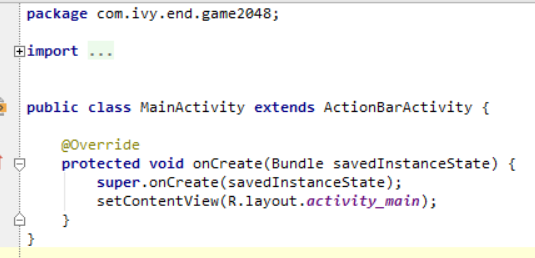 package com.ivy.end.game2048;
import ...
public class MainActivity extends ActionBarActivity {
@Override
protected void onCreate(Bundle savedInstanceState) {
super.onCreate(savedInstanceState);
setContentView(R.layout.activity_main);
}
}